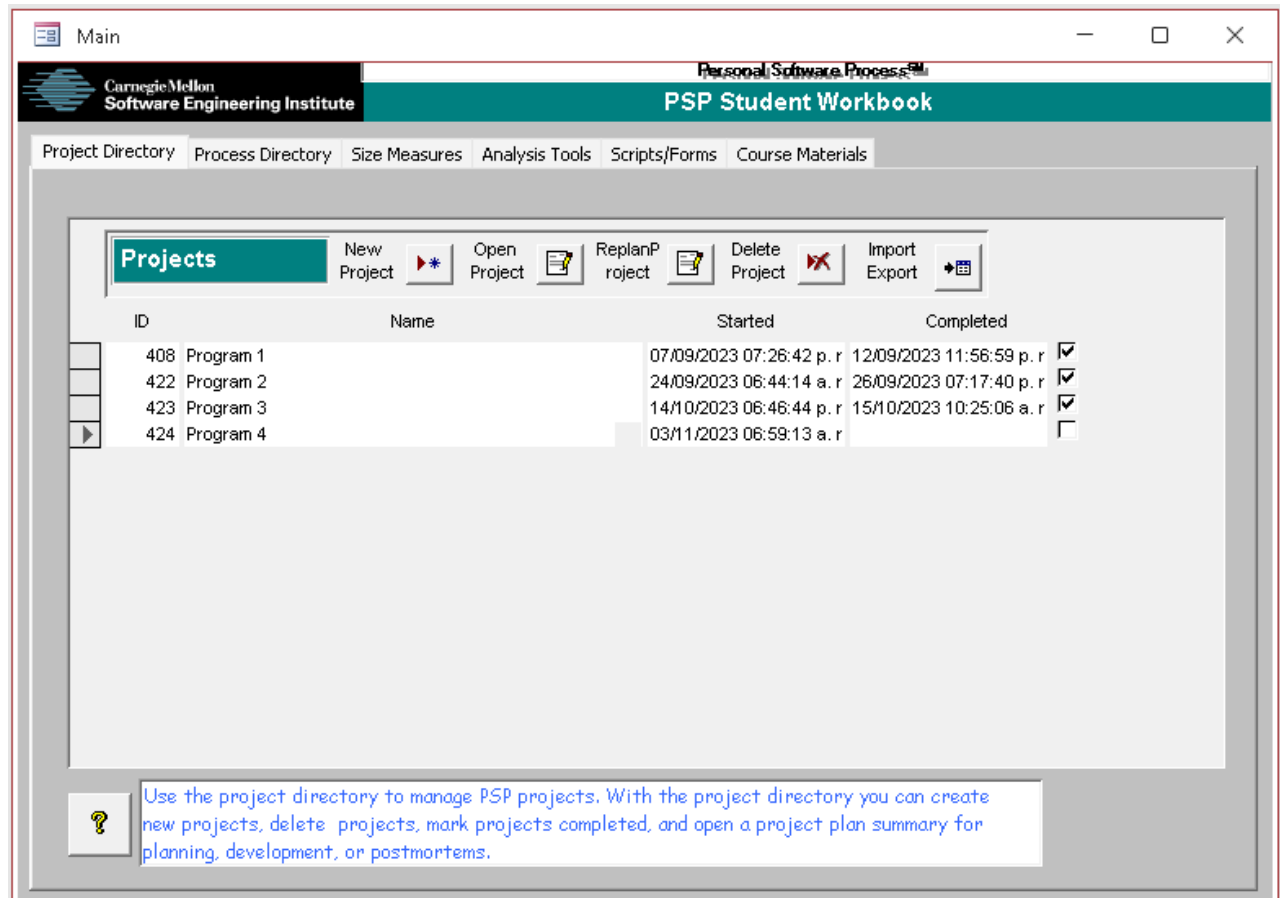 Main
Personal Software Process℠
Carnegie Mellon
Software Engineering Institute
PSP Student Workbook
Project Directory Process Directory Size Measures Analysis Tools Scripts/Forms Course Materials
Projects
New
Project
Open
Project
ReplanP
roject
Delete
Project
Import
Export
ID Name Started Completed
408 Program 1 07/09/2023 07:26:42 p. r 12/09/2023 11:56:59 p. r
422 Program 2 24/09/2023 06:44:14 a. r 26/09/2023 07:17:40 p. r
423 Program 3 14/10/2023 06:46:44 p. r 15/10/2023 10:25:06 a. r
424 Program 4 03/11/2023 06:59:13 a. r
?
Use the project directory to manage PSP projects. With the project directory you can create
new projects, delete projects, mark projects completed, and open a project plan summary for
planning, development, or postmortems.